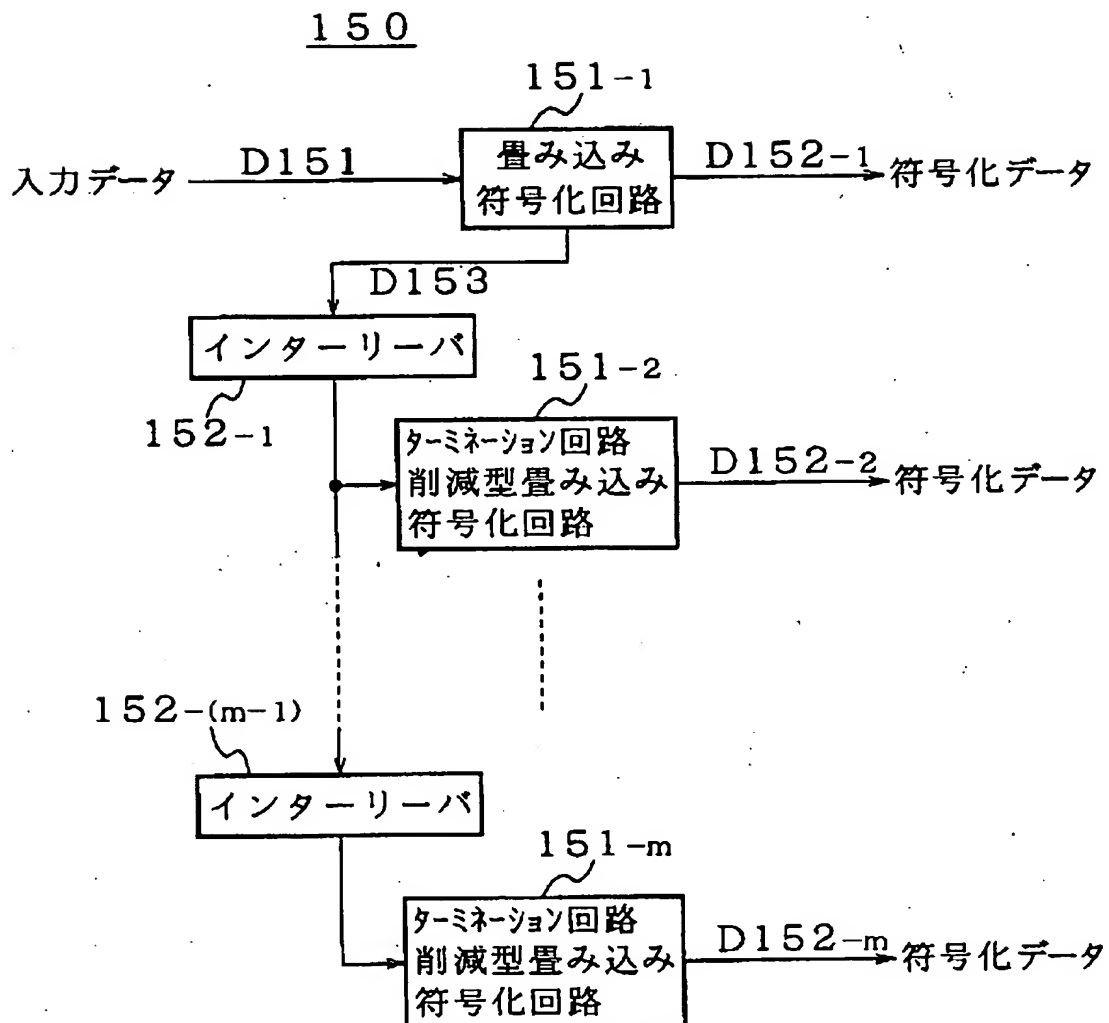 150
151-1
入力データ
D151
畳み込み
符号化回路
D152-1
符号化データ
D153
インターリーバ
152-1
151-2
ターミネーション回路
削減型畳み込み
符号化回路
D152-2
符号化データ
152-(m-1)
インターリーバ
151-m
ターミネーション回路
削減型畳み込み
符号化回路
D152-m
符号化データ